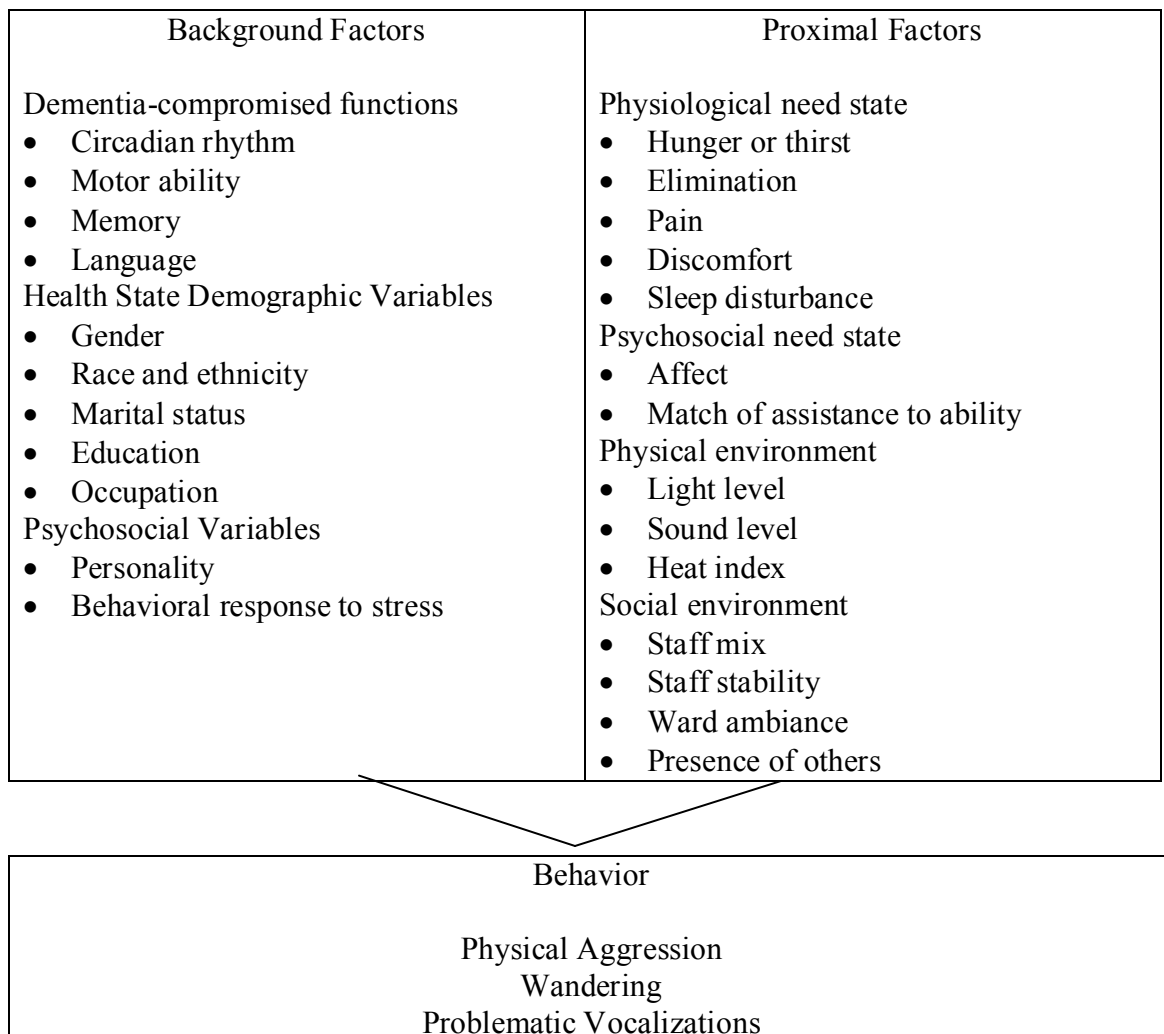 Background Factors
Dementia-compromised functions
• Circadian rhythm
• Motor ability
• Memory
• Language
Health State Demographic Variables
• Gender
• Race and ethnicity
• Marital status
• Education
• Occupation
Psychosocial Variables
• Personality
• Behavioral response to stress
Proximal Factors
Physiological need state
• Hunger or thirst
• Elimination
• Pain
• Discomfort
• Sleep disturbance
Psychosocial need state
• Affect
• Match of assistance to ability
Physical environment
• Light level
• Sound level
• Heat index
Social environment
• Staff mix
• Staff stability
• Ward ambiance
• Presence of others
Behavior
Physical Aggression
Wandering
Problematic Vocalizations